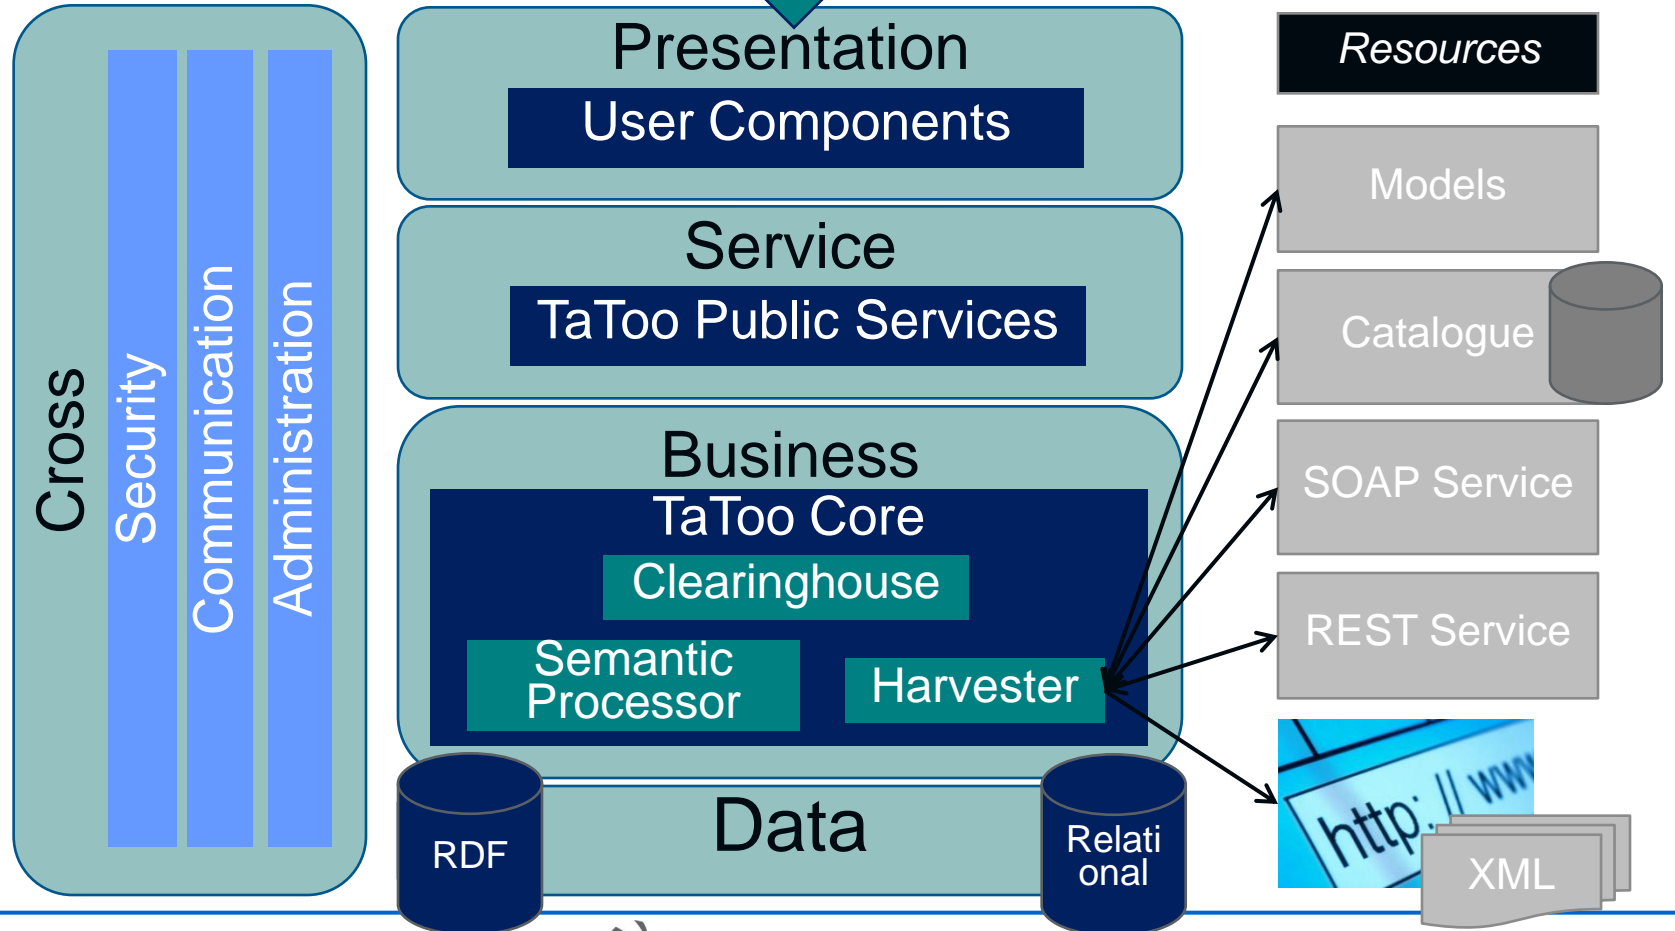 Cross
Security
Communication
Administration
Presentation
User Components
Service
TaToo Public Services
Business
TaToo Core
Clearinghouse
Semantic
Processor
Harvester
Data
RDF
Relati
onal
Resources
Models
Catalogue
SOAP Service
REST Service
http: // www
XML